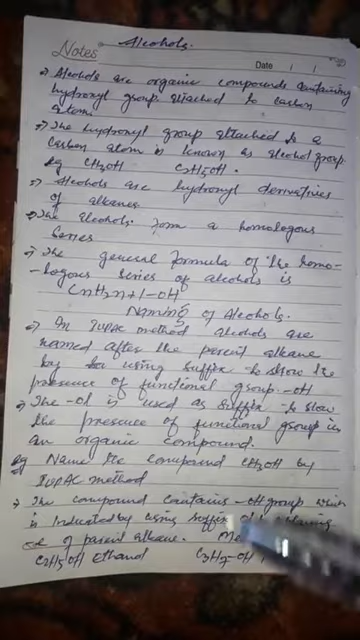 Alcohols.
Notes
Date / /
=) Alcohols are organic compounds containing
hydroxyl group attached to carbon
atom
=) The hydroxyl group attached to a
carbon atom is known as alcohol group.
eg CH3OH C2H5OH.
=) Alcohols are hydroxyl derivatives
of alkanes
=) The alcohols form a homologous
series
=) The general formula of the homo-
-logous series of alcohols is
CnH2n+1-OH
Naming of Alcohols.
=) In IUPAC method alcohols are
named after the parent alkane
by using suffix to show the
presence of functional group -OH
=) The -ol is used as suffix to show
the presence of functional group in
an organic compound.
eg Name the compound CH3OH by
IUPAC method
=) The compound contains -OH group which
is indicated by using suffix ol
of parent alkane.
C2H5OH Ethanol C3H7-OH